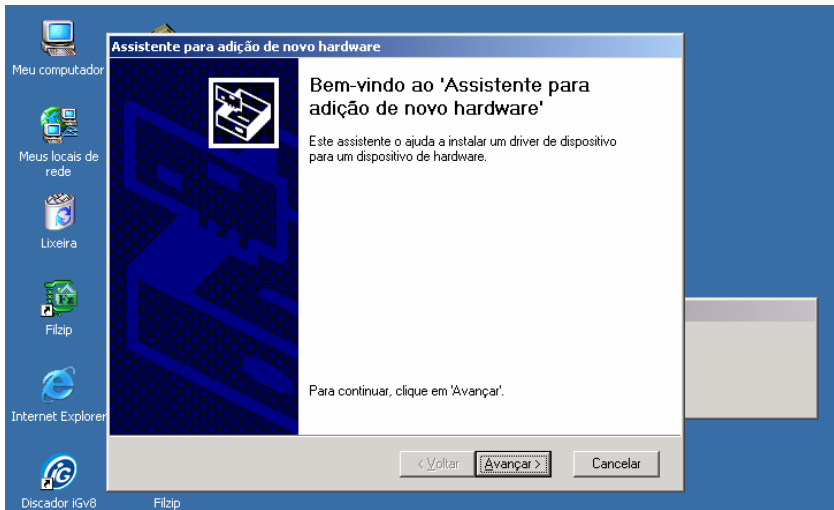 Assistente para adição de novo hardware
Meu computador
Bem-vindo ao 'Assistente para
adição de novo hardware'
Este assistente o ajuda a instalar um driver de dispositivo
para um dispositivo de hardware.
Meus locais de
rede
Lixeira
Filzip
Internet Explorer
Para continuar, clique em 'Avançar'.
< Voltar
Avançar >
Cancelar
Discador iGv8
Filzip